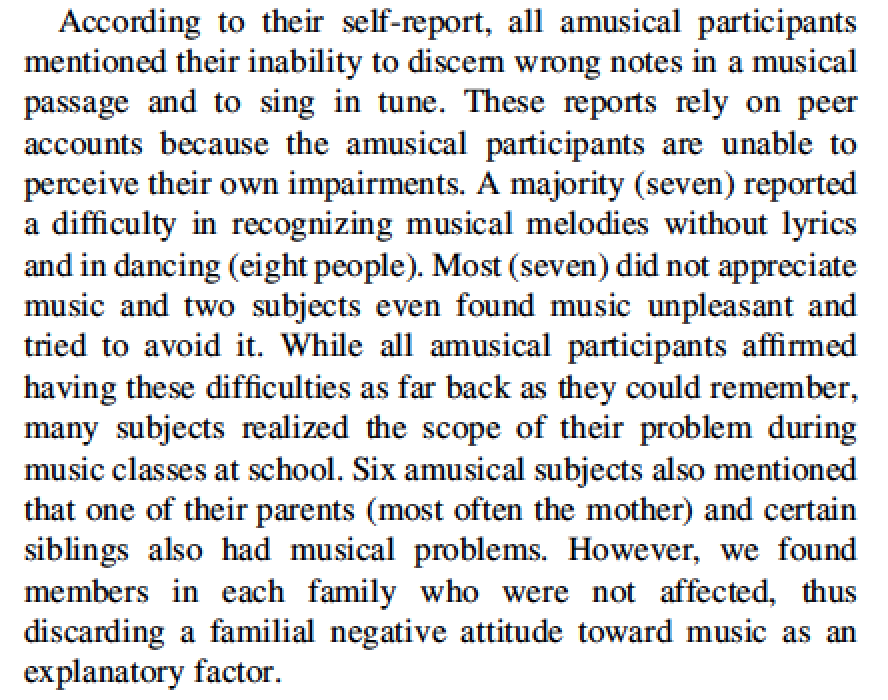 According to their self-report, all amusical participants
mentioned their inability to discern wrong notes in a musical
passage and to sing in tune. These reports rely on peer
accounts because the amusical participants are unable to
perceive their own impairments. A majority (seven) reported
a difficulty in recognizing musical melodies without lyrics
and in dancing (eight people). Most (seven) did not appreciate
music and two subjects even found music unpleasant and
tried to avoid it. While all amusical participants affirmed
having these difficulties as far back as they could remember,
many subjects realized the scope of their problem during
music classes at school. Six amusical subjects also mentioned
that one of their parents (most often the mother) and certain
siblings also had musical problems. However, we found
members in each family who were not affected, thus
discarding a familial negative attitude toward music as an
explanatory factor.